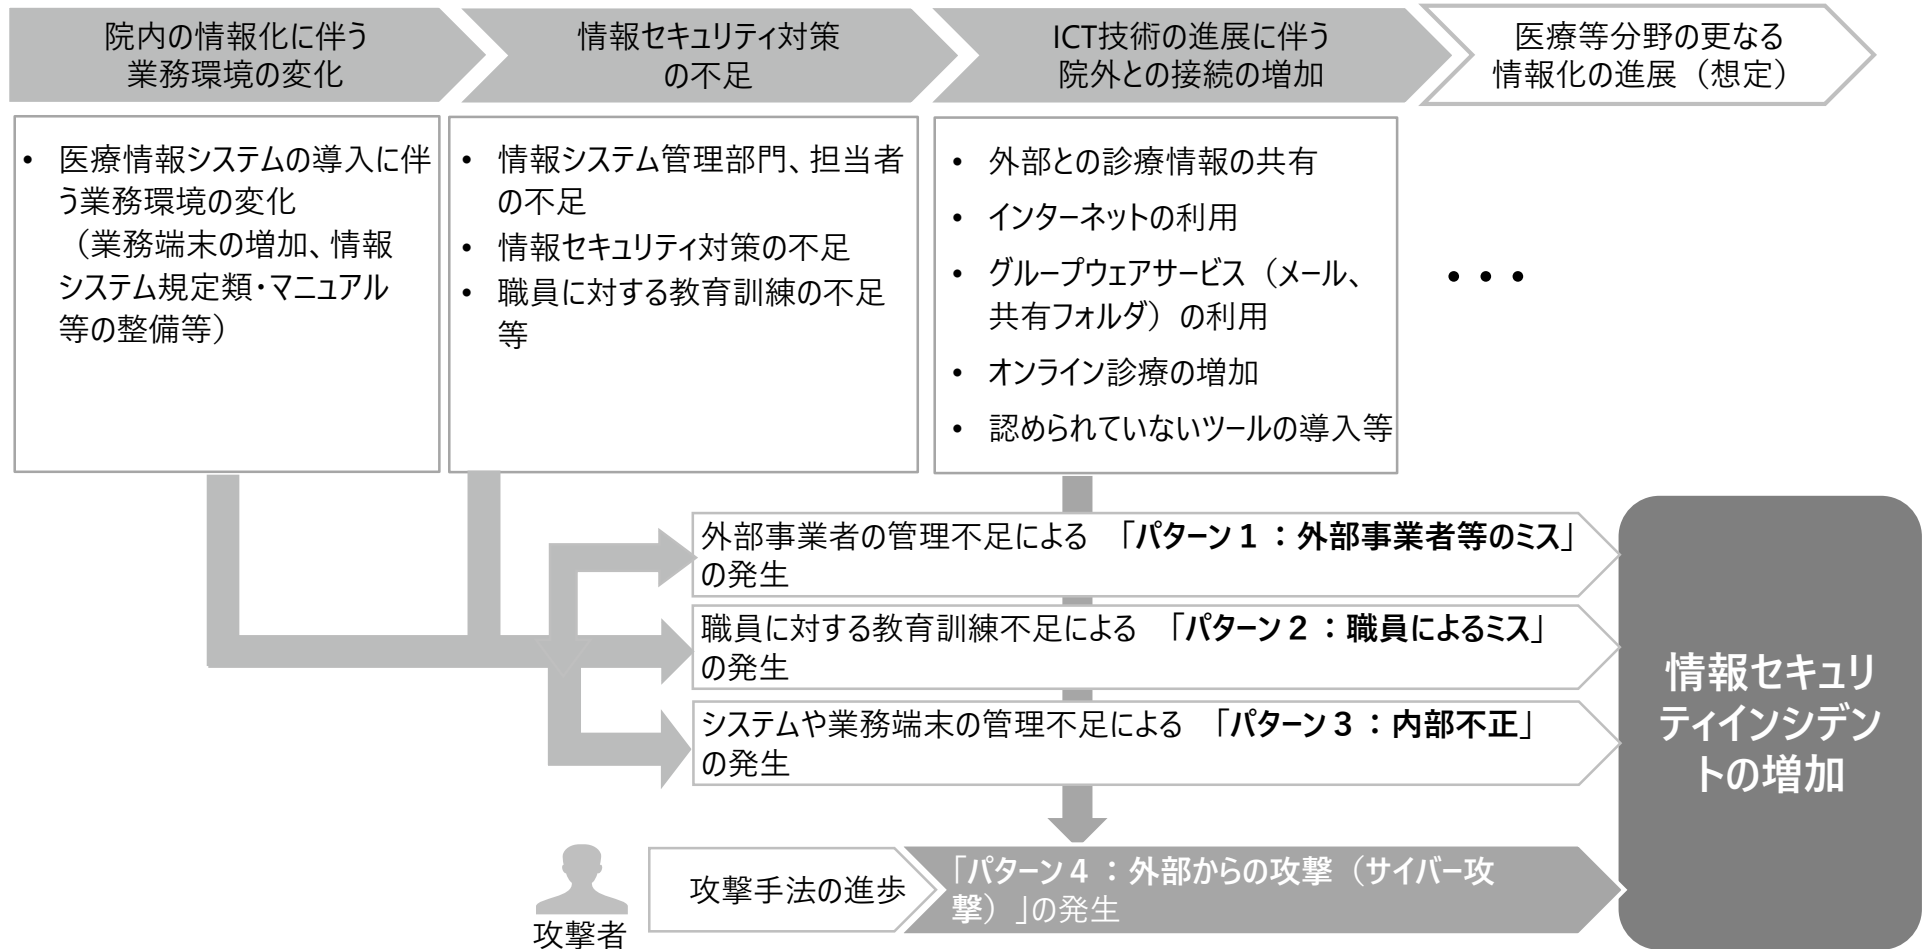 院内の情報化に伴う
業務環境の変化
情報セキュリティ対策
の不足
ICT技術の進展に伴う
院外との接続の増加
医療等分野の更なる
情報化の進展（想定）
• 医療情報システムの導入に伴
う業務環境の変化
（業務端末の増加、情報
システム規定類・マニュアル
等の整備等）
• 情報システム管理部門、担当者
の不足
• 情報セキュリティ対策の不足
• 職員に対する教育訓練の不足
等
• 外部との診療情報の共有
• インターネットの利用
• グループウェアサービス（メール、
共有フォルダ）の利用
• オンライン診療の増加
• 認められていないツールの導入等
・・・
外部事業者の管理不足による　「パターン１：外部事業者等のミス」
の発生
職員に対する教育訓練不足による　「パターン２：職員によるミス」
の発生
システムや業務端末の管理不足による　「パターン３：内部不正」
の発生
攻撃者
攻撃手法の進歩
「パターン４：外部からの攻撃（サイバー攻
撃）」の発生
情報セキュリ
ティインシデン
トの増加